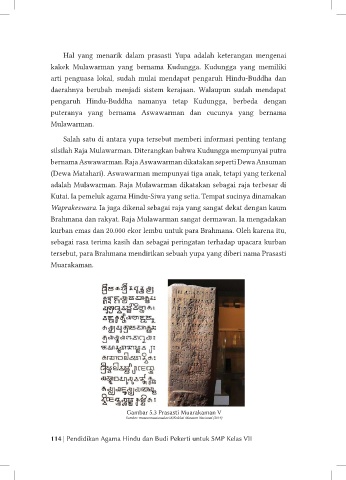 Hal yang menarik dalam prasasti Yupa adalah keterangan mengenai
kakek Mulawarman yang bernama Kudungga. Kudungga yang memiliki
arti penguasa lokal, sudah mulai mendapat pengaruh Hindu-Buddha dan
daerahnya berubah menjadi sistem kerajaan. Walaupun sudah mendapat
pengaruh Hindu-Buddha namanya tetap Kudungga, berbeda dengan
puteranya yang bernama Aswawarman dan cucunya yang bernama
Mulawarman.
Salah satu di antara yupa tersebut memberi informasi penting tentang
silsilah Raja Mulawarman. Diterangkan bahwa Kudungga mempunyai putra
bernama Aswawarman. Raja Aswawarman dikatakan seperti Dewa Ansuman
(Dewa Matahari). Aswawarman mempunyai tiga anak, tetapi yang terkenal
adalah Mulawarman. Raja Mulawarman dikatakan sebagai raja terbesar di
Kutai. Ia pemeluk agama Hindu-Siwa yang setia. Tempat sucinya dinamakan
Waprakeswara. Ia juga dikenal sebagai raja yang sangat dekat dengan kaum
Brahmana dan rakyat. Raja Mulawarman sangat dermawan. Ia mengadakan
kurban emas dan 20.000 ekor lembu untuk para Brahmana. Oleh karena itu,
sebagai rasa terima kasih dan sebagai peringatan terhadap upacara kurban
tersebut, para Brahmana mendirikan sebuah yupa yang diberi nama Prasasti
Muarakaman.
Gambar 5.3 Prasasti Muarakaman V
114 | Pendidikan Agama Hindu dan Budi Pekerti untuk SMP Kelas VII